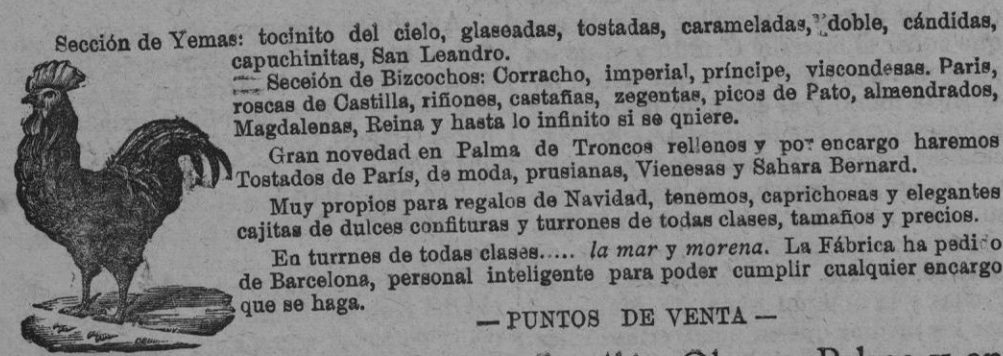 Sección de Yemas: tocinito del cielo, glaseadas, tostadas, carameladas, doble, cándidas,
capuchinitas, San Leandro.
— Seceión de Bizcochos: Corracho, imperial, príncipe, viscondesas. Paris,
roscas de Castilla, riñones, castañas, zegentas, picos de Pato, almendrados,
Magdalenas, Reina y hasta lo infinito si se qniere.
Gran novedad en Palma de Troncos rellenos y por encargo haremos
Tostados de París, de moda, prusianas, Vienesas y Sahara Bernard.
Muy propios para regalos de Navidad, tenemos, caprichosas y elegantes
cajitas de dulces confituras y turrones de todas clases, tamaños y precios.
En turrnes de todas clases..... la mar y morena. La Fábrica ha pedido
de Barcelona, personal inteligente para poder cumplir cualquier encargo
que se haga.
— PUNTOS DE VENTA —